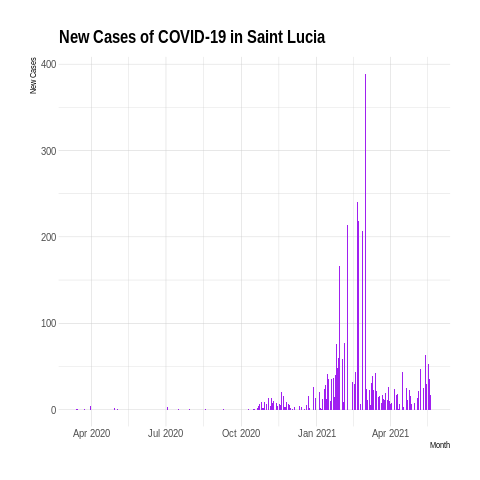 New Cases of COVID-19 in Saint Lucia
New Cases
400
300
200
100
0
Apr 2020 Jul 2020 Oct 2020 Jan 2021 Apr 2021
Month